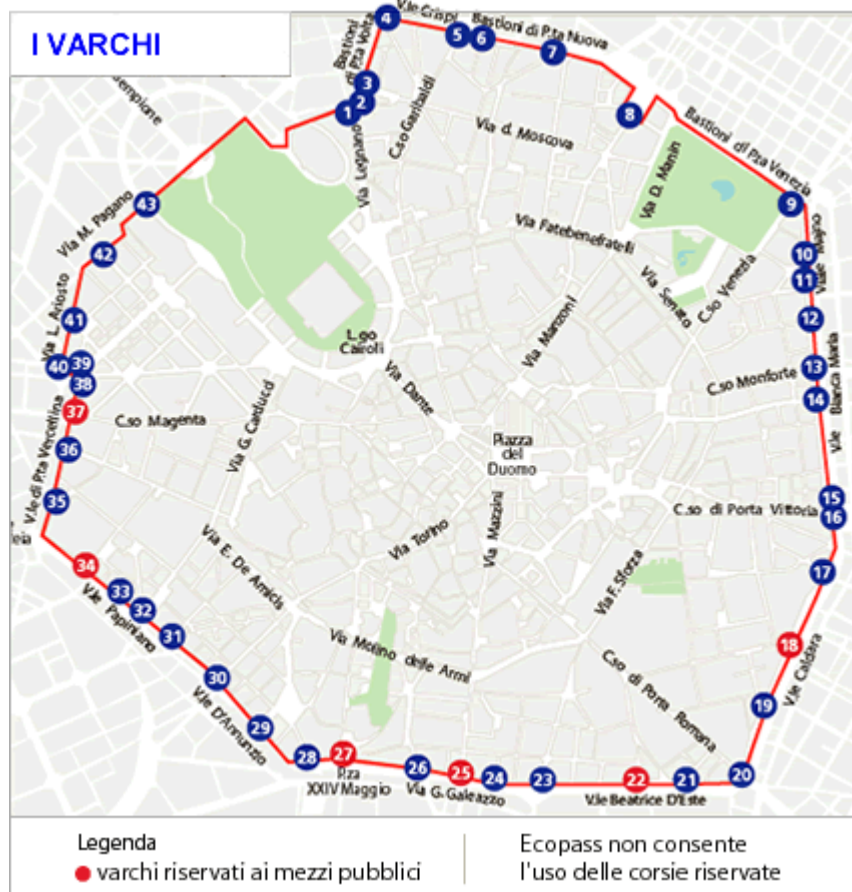 I VARCHI
4
V.le Crispi
Bastioni di P.ta Nuova
5
6
7
Bastioni
di P.ta Volta
3
2
1
8
Sempione
C.so Garibaldi
Via Legnano
Via d. Moscova
Via D. Manin
Bastioni di P.ta Venezia
9
43
Via M. Pagano
42
Via Fatebenefratelli
Via Senato
C.so Venezia
10
11
Viale Majno
12
41
Via L. Ariosto
L.go
Cairoli
Via Manzoni
40
39
38
37
Via Dante
C.so Monforte
13
14
V.le Bianca Maria
C.so Magenta
Via G. Carducci
Piazza
del
Duomo
36
V.le di P.ta Vercellina
35
15
16
C.so di Porta Vittoria
Via Torino
Via Mazzini
Via E. De Amicis
Via F. Sforza
34
33
32
31
V.le Papiniano
17
18
V.le Caldara
19
Via Molino delle Armi
C.so di Porta Romana
30
29
V.le D'Annunzio
28
27
P.za
XXIV Maggio
26
25
Via G. Galeazzo
24
23
22
21
20
V.le Beatrice D'Este
Legenda
varchi riservati ai mezzi pubblici
Ecopass non consente
l'uso delle corsie riservate